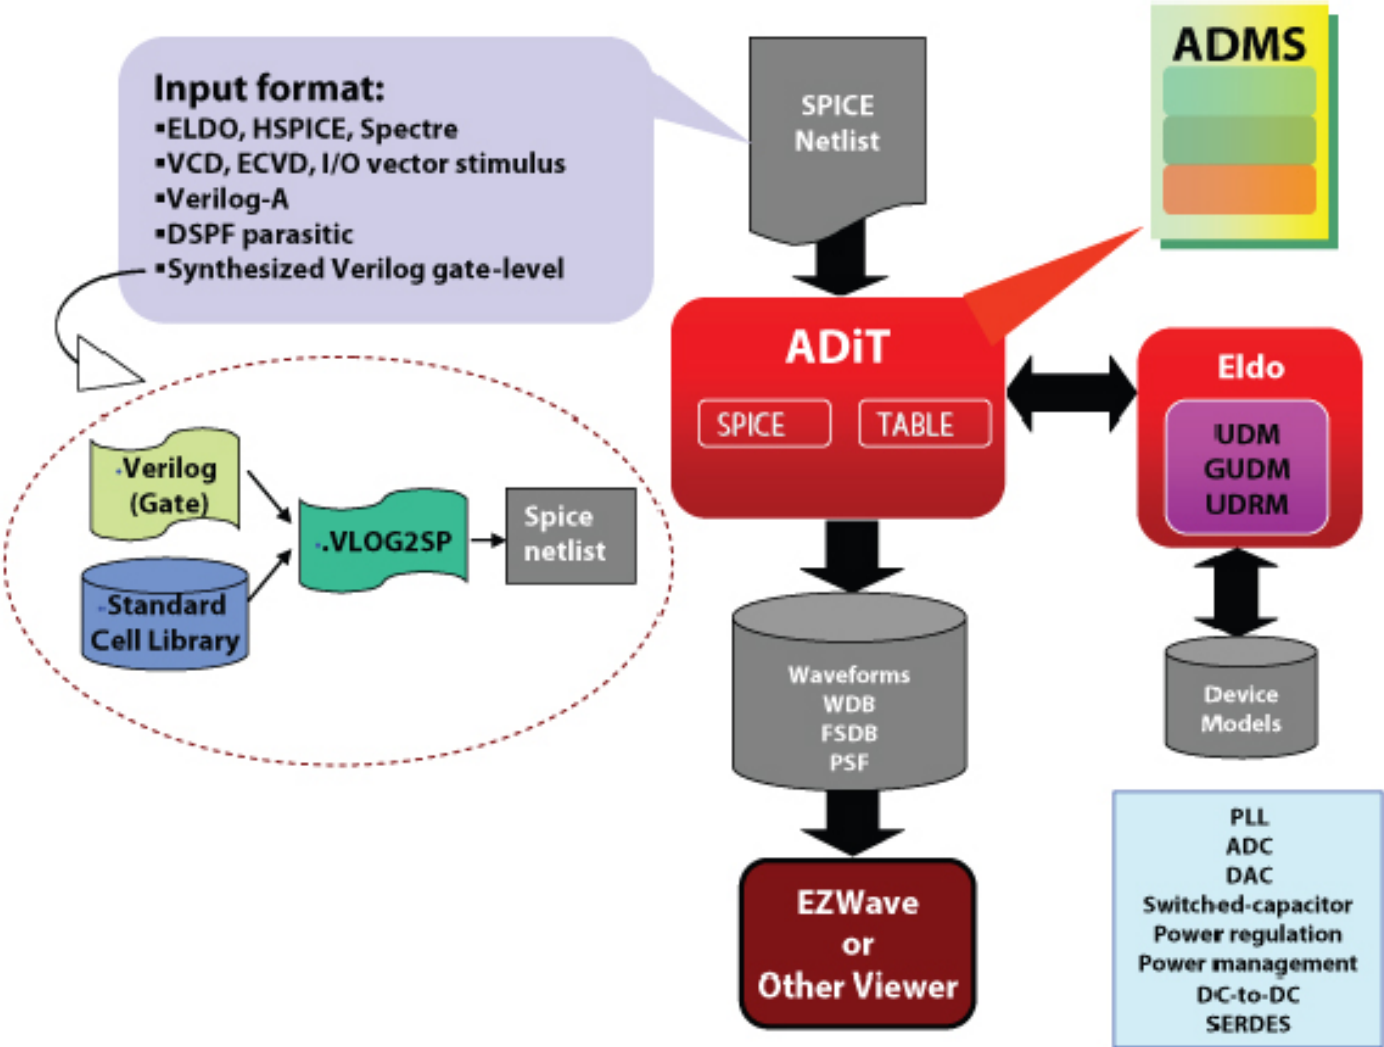 Input format:
▪ELDO, HSPICE, Spectre
▪VCD, ECVD, I/O vector stimulus
▪Verilog-A
▪DSPF parasitic
▪Synthesized Verilog gate-level
SPICE
Netlist
ADMS
ADiT
SPICE
TABLE
Eldo
UDM
GUDM
UDRM
Verilog
(Gate)
.VLOG2SP
Spice
netlist
Standard
Cell Library
Waveforms
WDB
FSDB
PSF
Device
Models
EZWave
or
Other Viewer
PLL
ADC
DAC
Switched-capacitor
Power regulation
Power management
DC-to-DC
SERDES